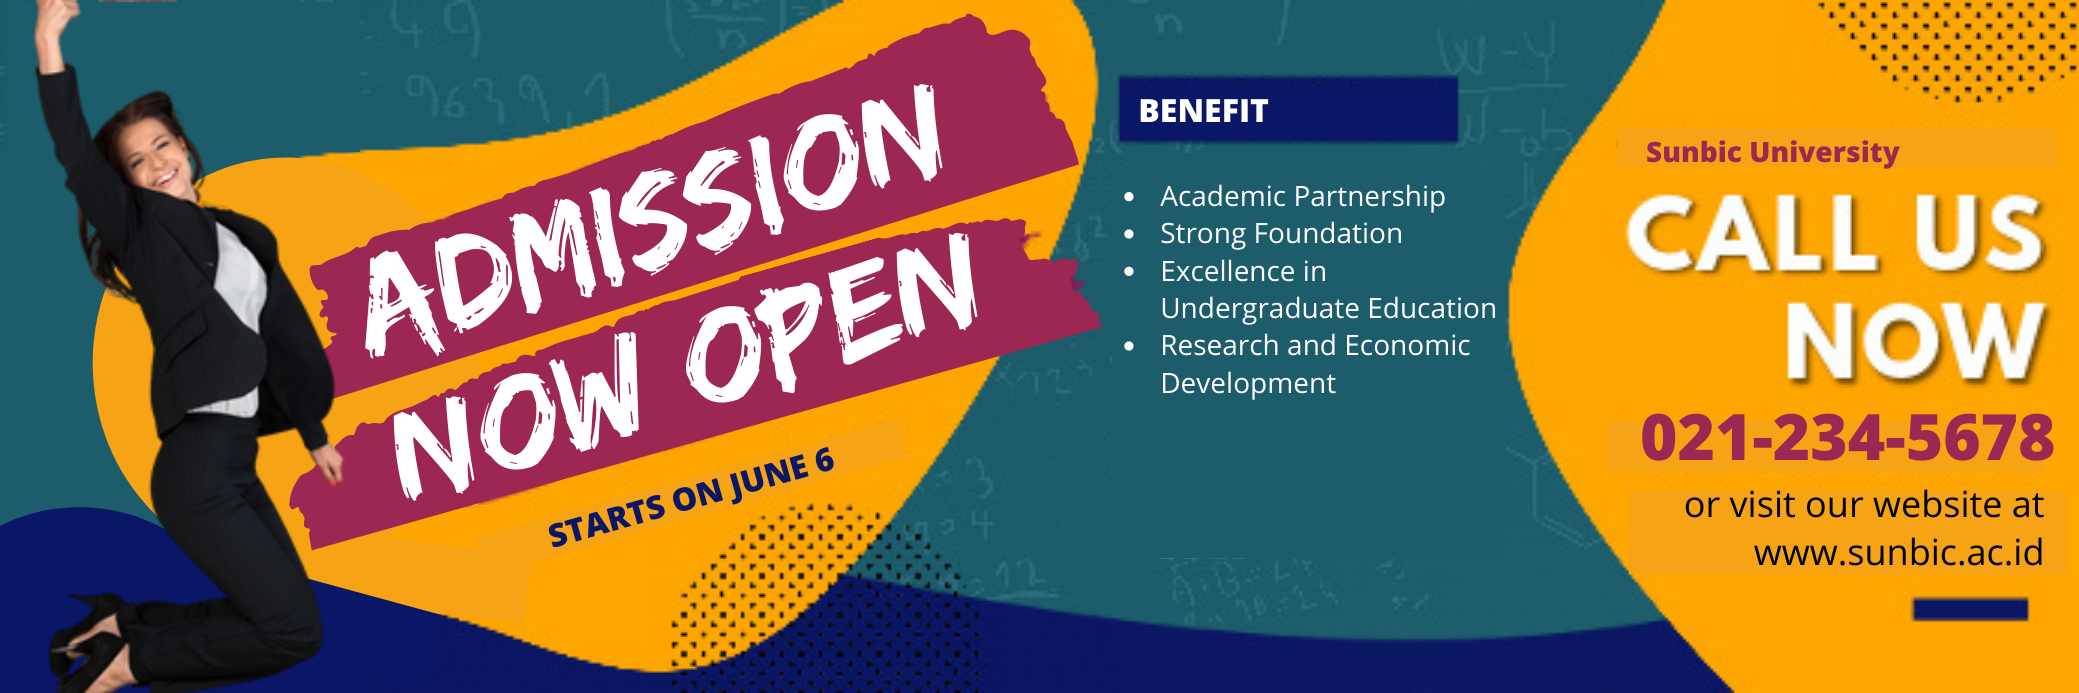 ADMISSION
NOW OPEN
STARTS ON JUNE 6
BENEFIT
• Academic Partnership
• Strong Foundation
• Excellence in
Undergraduate Education
• Research and Economic
Development
Sunbic University
CALL US
NOW
021-234-5678
or visit our website at
www.sunbic.ac.id